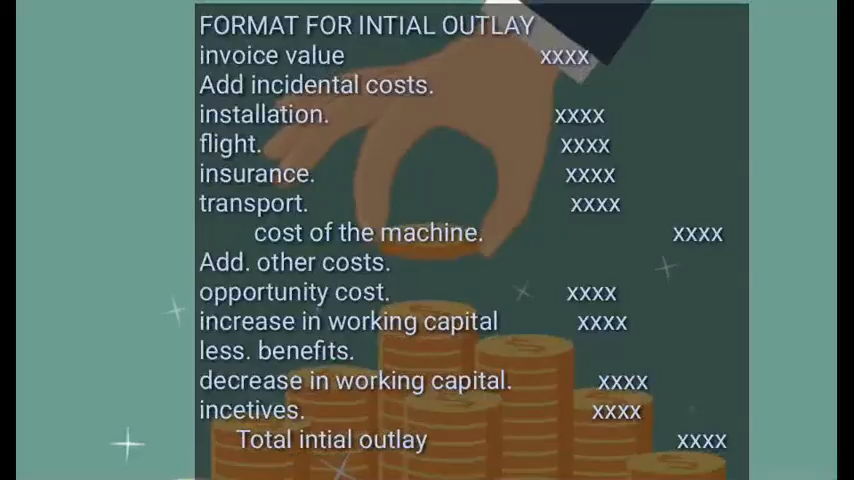 FORMAT FOR INTIAL OUTLAY
invoice value xxxx
Add incidental costs.
installation. xxxx
flight. xxxx
insurance. xxxx
transport. xxxx
cost of the machine. xxxx
Add. other costs.
opportunity cost. xxxx
increase in working capital xxxx
less. benefits.
decrease in working capital. xxxx
incetives. xxxx
Total intial outlay xxxx